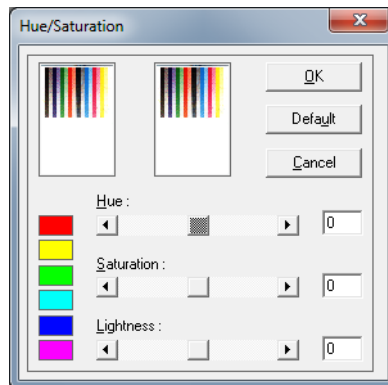 Hue/Saturation
OK
Default
Cancel
Hue :
0
Saturation :
0
Lightness :
0